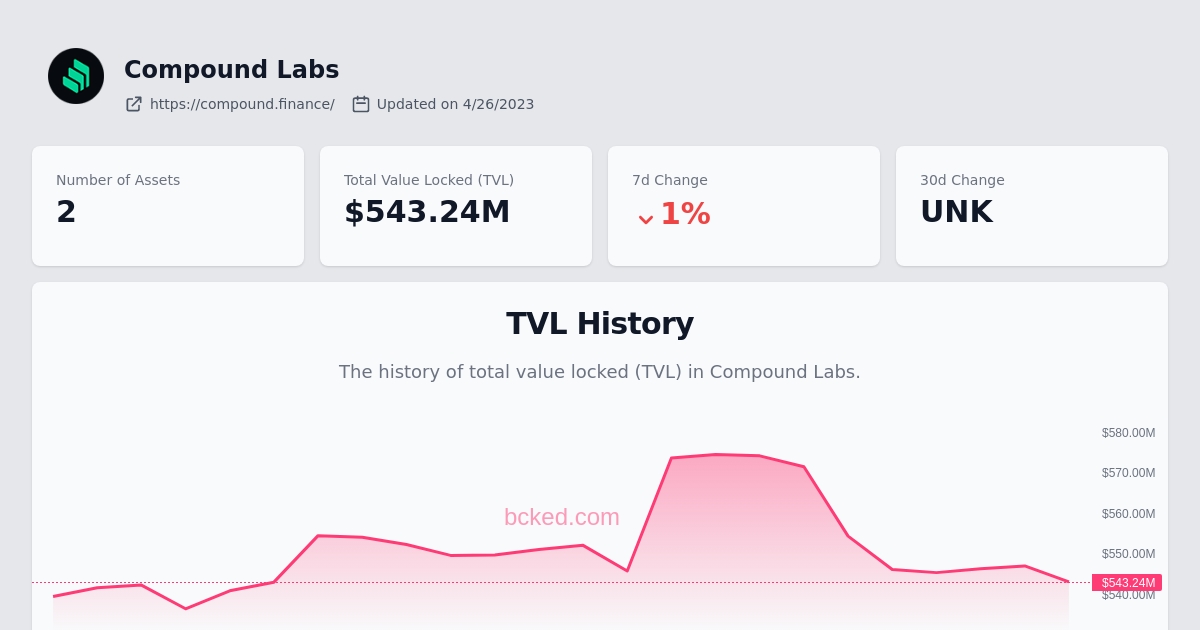 Compound Labs
https://compound.finance/ Updated on 4/26/2023
Number of Assets
2
Total Value Locked (TVL)
$543.24M
7d Change
1%
30d Change
UNK
TVL History
The history of total value locked (TVL) in Compound Labs.
$580.00M
$570.00M
bcked.com
$560.00M
$550.00M
$543.24M
$540.00M